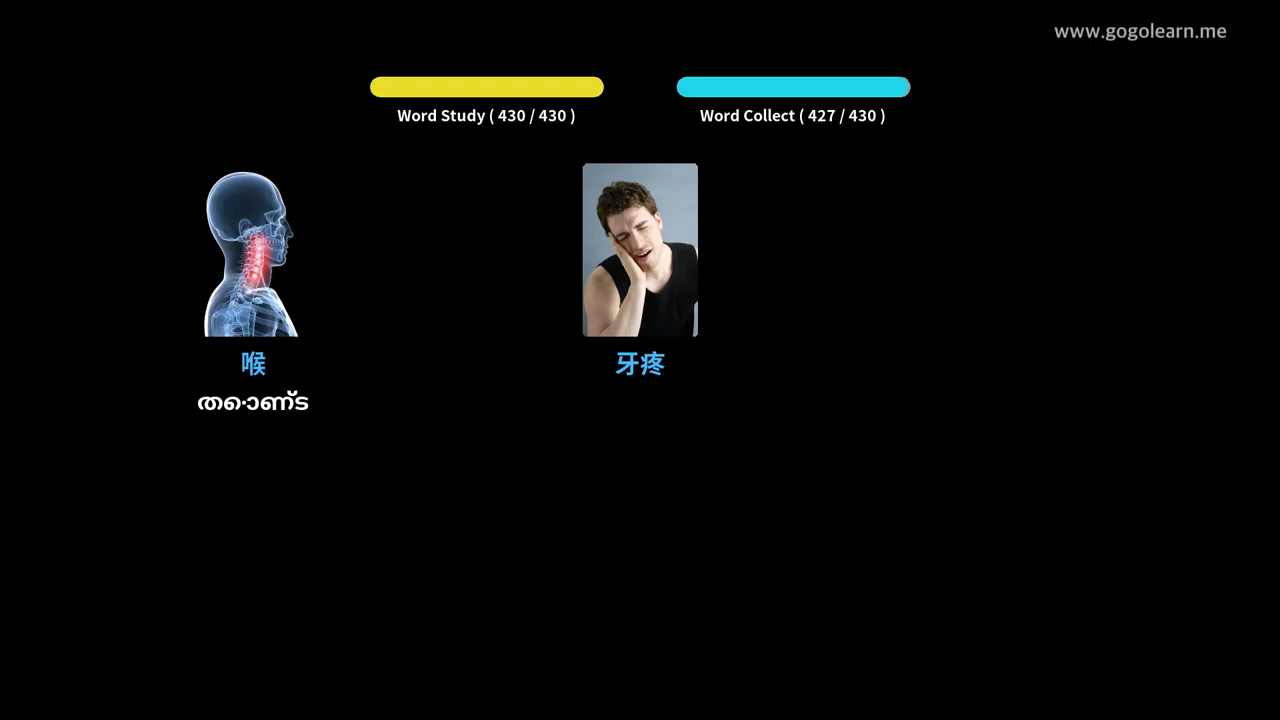 www.gogolearn.me
Word Study ( 430 / 430 )
Word Collect ( 427 / 430 )
喉
牙疼
തൊണ്ട